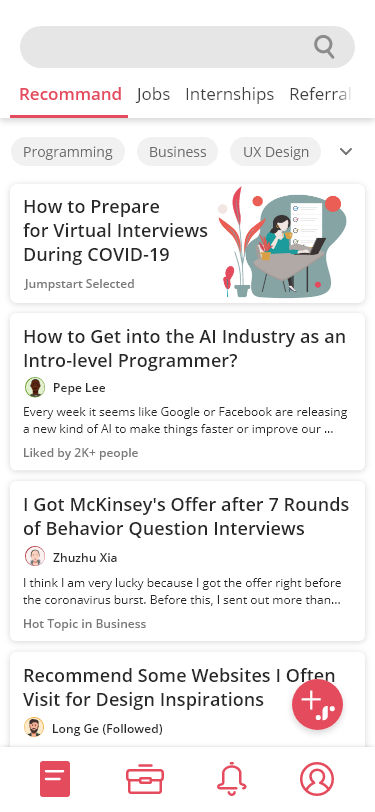 Recommand Jobs Internships Referral
Programming Business UX Design
How to Prepare
for Virtual Interviews
During COVID-19
Jumpstart Selected
How to Get into the AI Industry as an
Intro-level Programmer?
Pepe Lee
Every week it seems like Google or Facebook are releasing
a new kind of AI to make things faster or improve our ...
Liked by 2K+ people
I Got McKinsey's Offer after 7 Rounds
of Behavior Question Interviews
Zhuzhu Xia
I think I am very lucky because I got the offer right before
the coronavirus burst. Before this, I sent out more than...
Hot Topic in Business
Recommend Some Websites I Often
Visit for Design Inspirations
Long Ge (Followed)